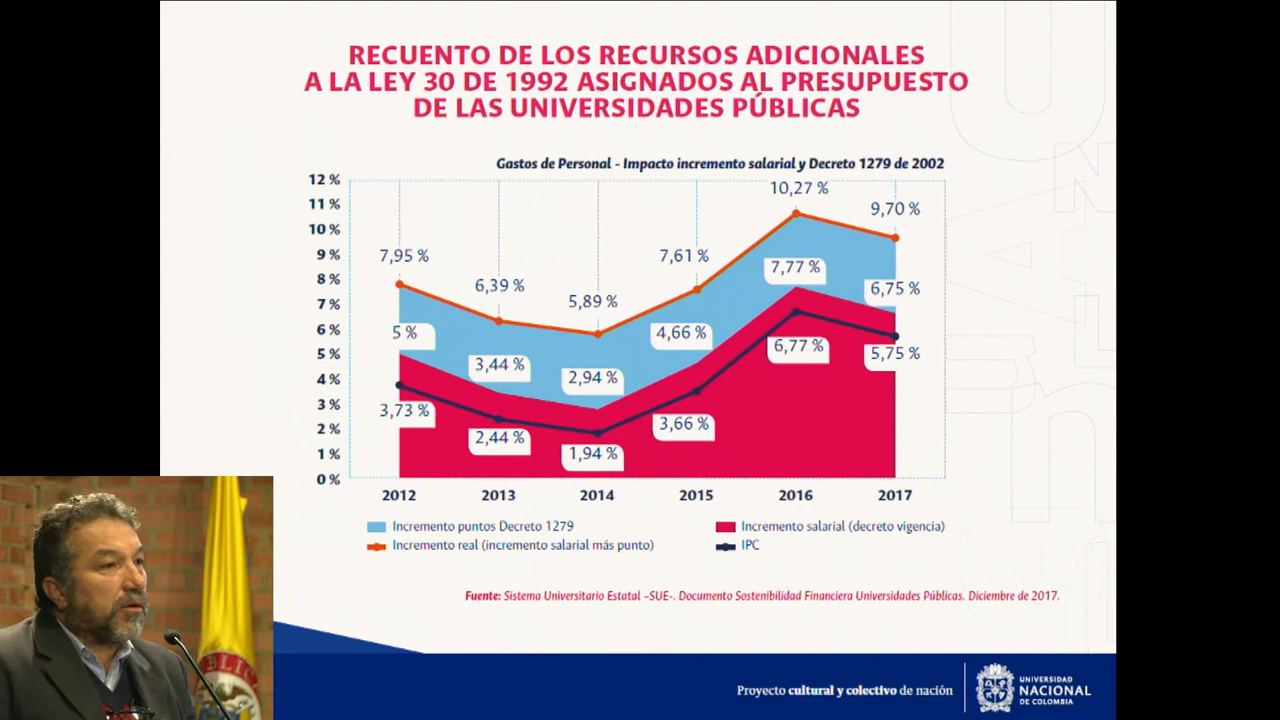 RECUENTO DE LOS RECURSOS ADICIONALES
A LA LEY 30 DE 1992 ASIGNADOS AL PRESUPUESTO
DE LAS UNIVERSIDADES PÚBLICAS
Gastos de Personal - Impacto incremento salarial y Decreto 1279 de 2002
12 %
11 %
10 %
9 %
8 %
7 %
6 %
5 %
4 %
3 %
2 %
1 %
0 %
7,95 %
6,39 %
5,89 %
7,61 %
10,27 %
9,70 %
5 %
3,44 %
2,94 %
4,66 %
7,77 %
6,75 %
3,73 %
2,44 %
1,94 %
3,66 %
6,77 %
5,75 %
2012 2013 2014 2015 2016 2017
Incremento puntos Decreto 1279
Incremento salarial (decreto vigencia)
Incremento real (incremento salarial más punto)
IPC
Fuente: Sistema Universitario Estatal –SUE-. Documento Sostenibilidad Financiera Universidades Públicas. Diciembre de 2017.
Proyecto cultural y colectivo de nación
UNIVERSIDAD
NACIONAL
DE COLOMBIA